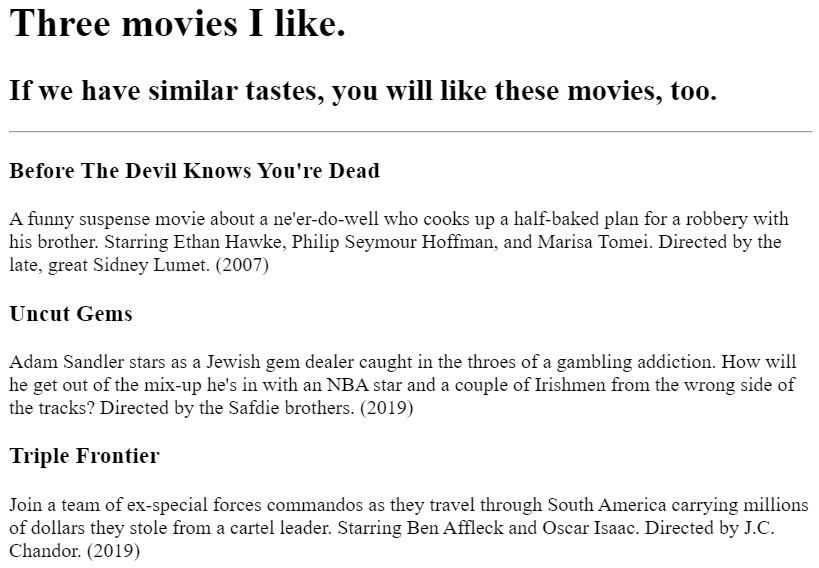 Three movies I like.
If we have similar tastes, you will like these movies, too.
Before The Devil Knows You're Dead
A funny suspense movie about a ne'er-do-well who cooks up a half-baked plan for a robbery with
his brother. Starring Ethan Hawke, Philip Seymour Hoffman, and Marisa Tomei. Directed by the
late, great Sidney Lumet. (2007)
Uncut Gems
Adam Sandler stars as a Jewish gem dealer caught in the throes of a gambling addiction. How will
he get out of the mix-up he's in with an NBA star and a couple of Irishmen from the wrong side of
the tracks? Directed by the Safdie brothers. (2019)
Triple Frontier
Join a team of ex-special forces commandos as they travel through South America carrying millions
of dollars they stole from a cartel leader. Starring Ben Affleck and Oscar Isaac. Directed by J.C.
Chandor. (2019)